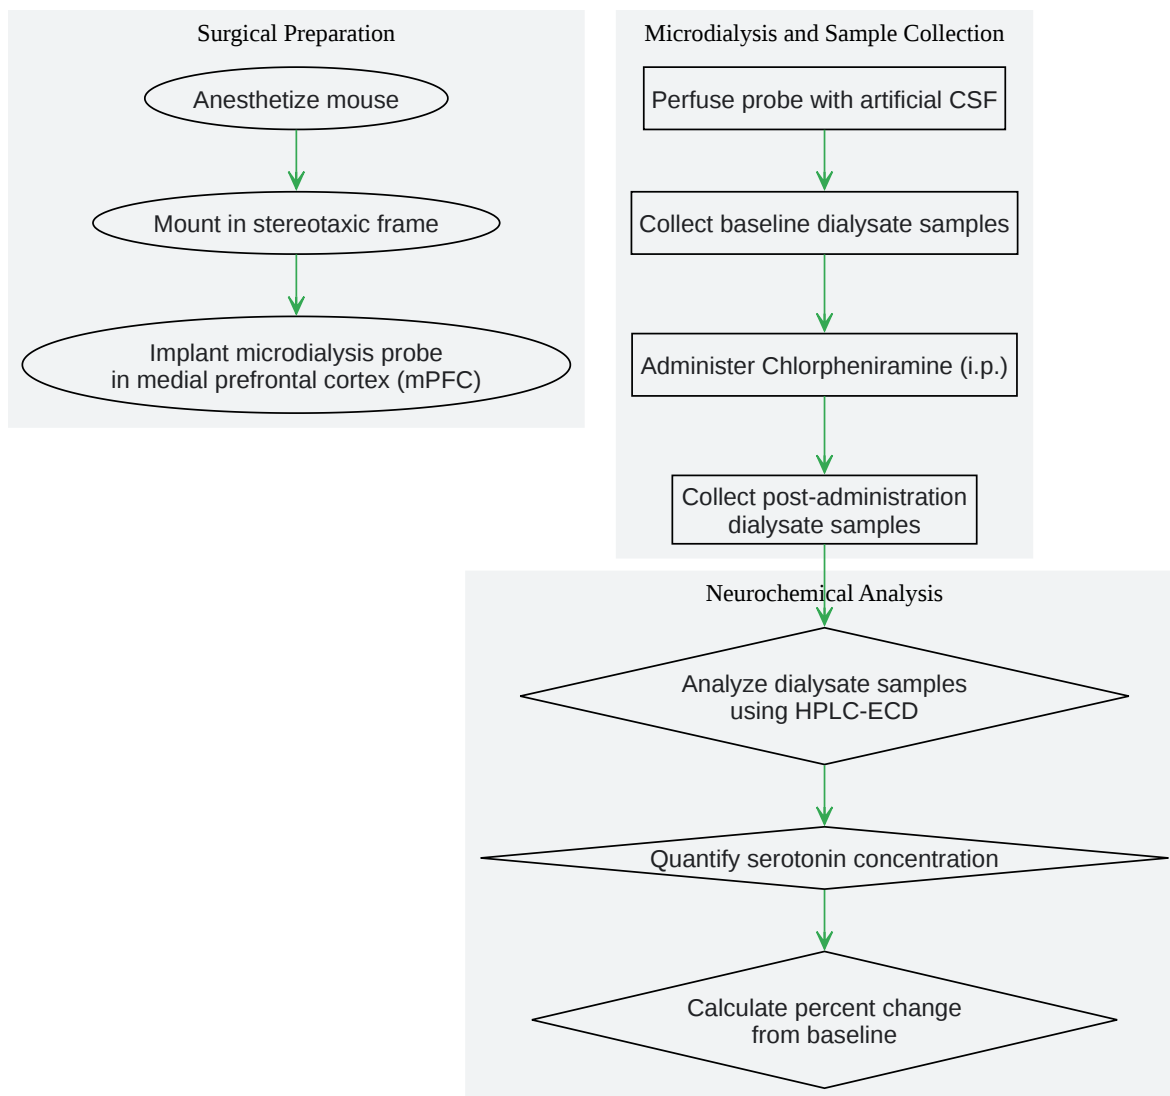 Surgical Preparation
Anesthetize mouse
Mount in stereotaxic frame
Implant microdialysis probe
in medial prefrontal cortex (mPFC)
Microdialysis and Sample Collection
Perfuse probe with artificial CSF
Collect baseline dialysate samples
Administer Chlorpheniramine (i.p.)
Collect post-administration
dialysate samples
Neurochemical Analysis
Analyze dialysate samples
using HPLC-ECD
Quantify serotonin concentration
Calculate percent change
from baseline